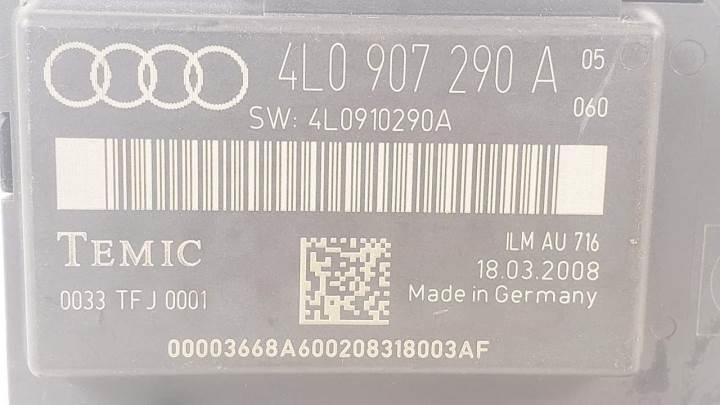 4L0 907 290 A 05
060
SW: 4L0910290A
TEMIC
ILM AU 716
18.03.2008
0033 TFJ 0001
Made in Germany
00003668A600208318003AF